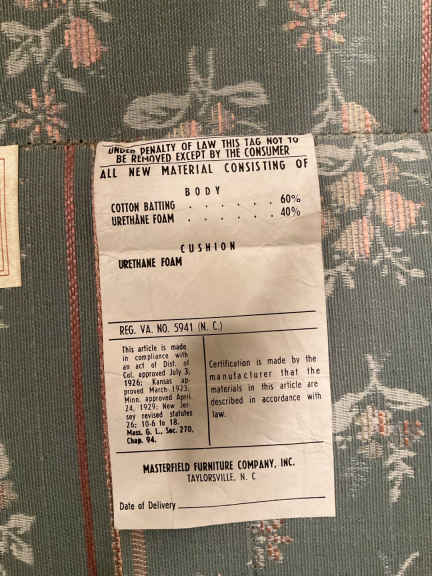 UNDER PENALTY OF LAW THIS TAG NOT TO
BE REMOVED EXCEPT BY THE CONSUMER
ALL NEW MATERIAL CONSISTING OF
BODY
COTTON BATTING . . . . . . . 60%
URETHANE FOAM . . . . . . . 40%
CUSHION
URETHANE FOAM
REG. VA. NO. 5941 (N. C.)
This article is made
in compliance with
an act of Dist. of
Col. approved July 3,
1926; Kansas ap-
proved March 1923,
Minn. approved April
24, 1929; New Jer-
sey revised statutes
26; 10-6 to 18.
Mass. G. L., Sec. 270,
Chap. 94.
Certification is made by the
manufacturer that the
materials in this article are
described in accordance with
law.
MASTERFIELD FURNITURE COMPANY, INC.
TAYLORSVILLE, N. C
Date of Delivery